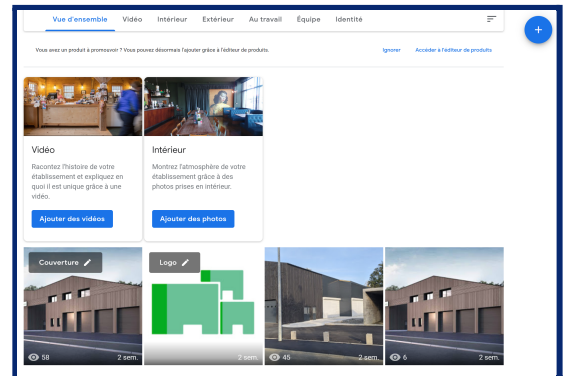 Vue d'ensemble Vidéo Intérieur Extérieur Au travail Équipe Identité
Vous avez un produit à promouvoir ? Vous pouvez désormais l'ajouter grâce à l'éditeur de produits. Ignorer Accéder à l'éditeur de produits
Vidéo
Racontez l'histoire de votre
établissement et expliquez en
quoi il est unique grâce à une
vidéo.
Ajouter des vidéos
Intérieur
Montrez l'atmosphère de votre
établissement grâce à des
photos prises en intérieur.
Ajouter des photos
Couverture
58 2 sem.
Logo
2 sem.
45 2 sem.
6 2 sem.